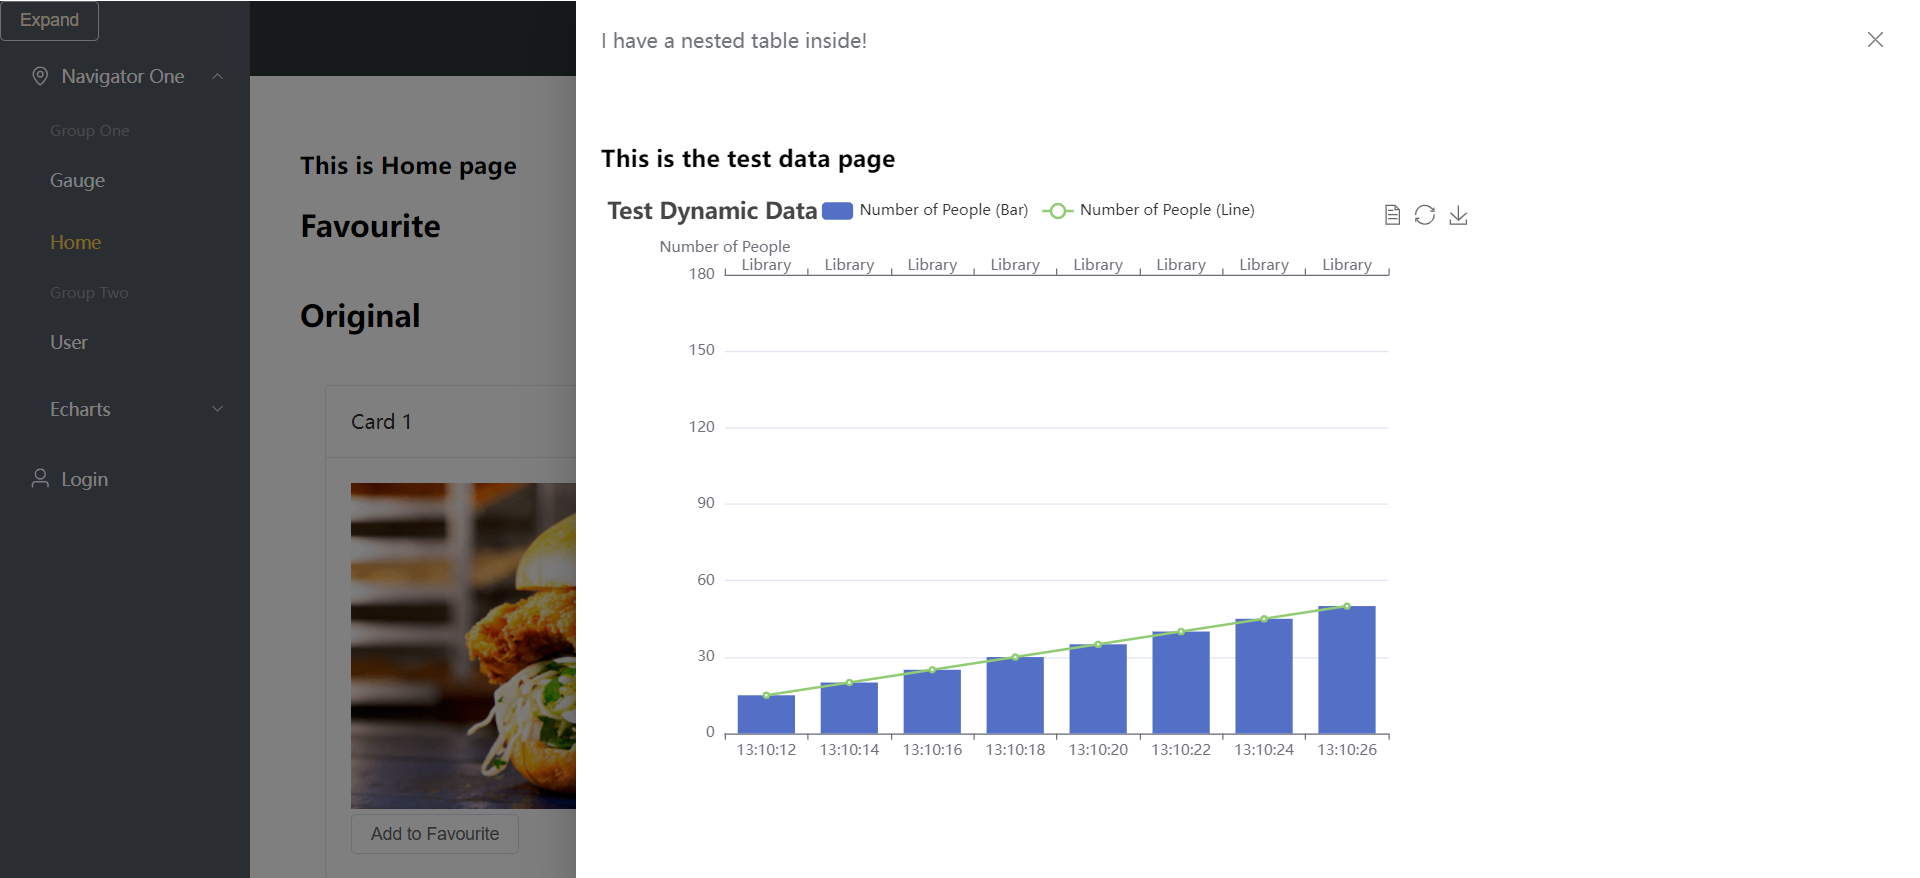 Expand
Navigator One
Group One
Gauge
Home
Group Two
User
Echarts
Login
This is Home page
Favourite
Original
Card 1
Add to Favourite
I have a nested table inside!
This is the test data page
Test Dynamic Data Number of People (Bar) Number of People (Line)
Number of People
Library Library Library Library Library Library Library Library
180
150
120
90
60
30
0
13:10:12 13:10:14 13:10:16 13:10:18 13:10:20 13:10:22 13:10:24 13:10:26